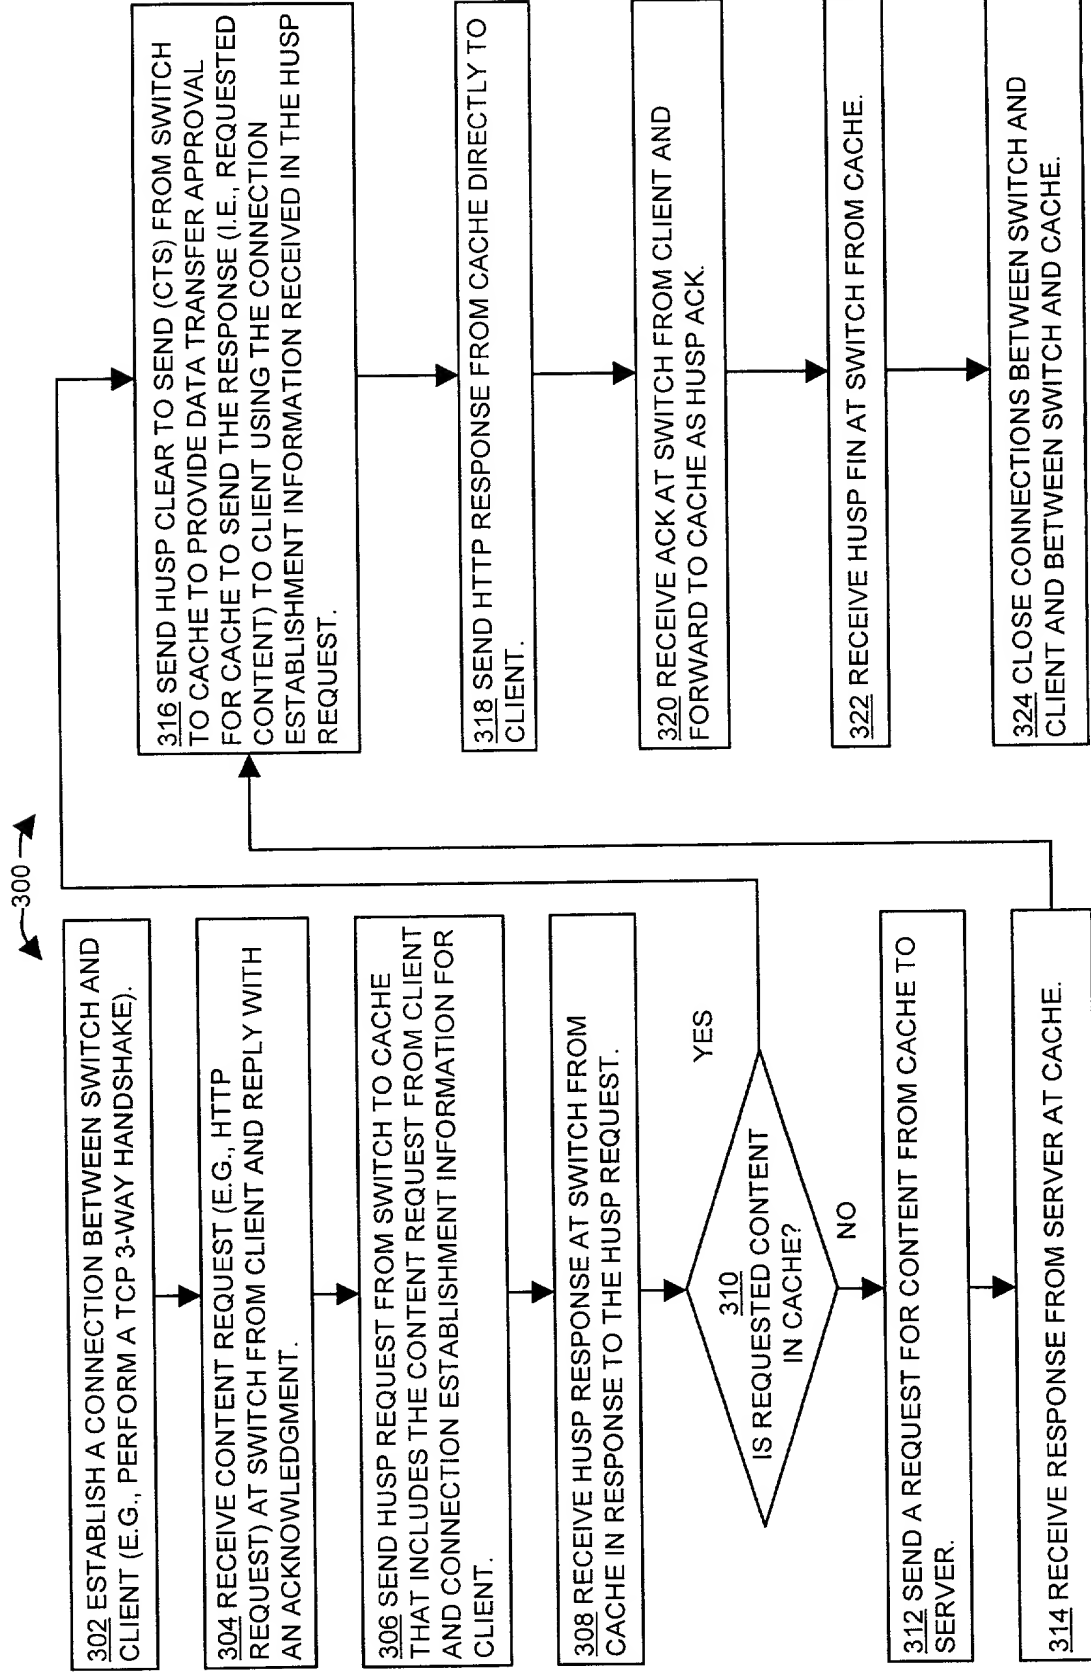 300
302 ESTABLISH A CONNECTION BETWEEN SWITCH AND
CLIENT (E.G., PERFORM A TCP 3-WAY HANDSHAKE).
304 RECEIVE CONTENT REQUEST (E.G., HTTP
REQUEST) AT SWITCH FROM CLIENT AND REPLY WITH
AN ACKNOWLEDGMENT.
306 SEND HUSP REQUEST FROM SWITCH TO CACHE
THAT INCLUDES THE CONTENT REQUEST FROM CLIENT
AND CONNECTION ESTABLISHMENT INFORMATION FOR
CLIENT.
308 RECEIVE HUSP RESPONSE AT SWITCH FROM
CACHE IN RESPONSE TO THE HUSP REQUEST.
310
IS REQUESTED CONTENT
IN CACHE?
YES
NO
312 SEND A REQUEST FOR CONTENT FROM CACHE TO
SERVER.
314 RECEIVE RESPONSE FROM SERVER AT CACHE.
316 SEND HUSP CLEAR TO SEND (CTS) FROM SWITCH
TO CACHE TO PROVIDE DATA TRANSFER APPROVAL
FOR CACHE TO SEND THE RESPONSE (I.E., REQUESTED
CONTENT) TO CLIENT USING THE CONNECTION
ESTABLISHMENT INFORMATION RECEIVED IN THE HUSP
REQUEST.
318 SEND HTTP RESPONSE FROM CACHE DIRECTLY TO
CLIENT.
320 RECEIVE ACK AT SWITCH FROM CLIENT AND
FORWARD TO CACHE AS HUSP ACK.
322 RECEIVE HUSP FIN AT SWITCH FROM CACHE.
324 CLOSE CONNECTIONS BETWEEN SWITCH AND
CLIENT AND BETWEEN SWITCH AND CACHE.